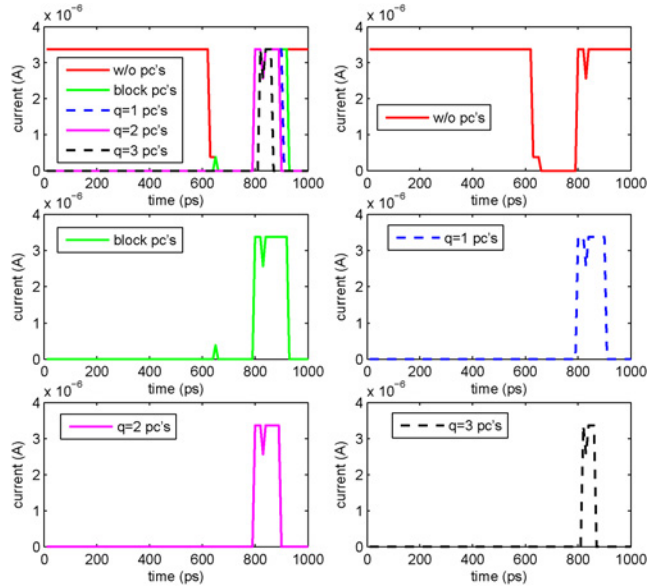 x 10⁻⁶
4
3
2
1
0
current (A)
0 200 400 600 800 1000
time (ps)
w/o pc's
block pc's
q=1 pc's
q=2 pc's
q=3 pc's
x 10⁻⁶
4
3
2
1
0
current (A)
0 200 400 600 800 1000
time (ps)
w/o pc's
x 10⁻⁶
4
3
2
1
0
current (A)
0 200 400 600 800 1000
time (ps)
block pc's
x 10⁻⁶
4
3
2
1
0
current (A)
0 200 400 600 800 1000
time (ps)
q=1 pc's
x 10⁻⁶
4
3
2
1
0
current (A)
0 200 400 600 800 1000
time (ps)
q=2 pc's
x 10⁻⁶
4
3
2
1
0
current (A)
0 200 400 600 800 1000
time (ps)
q=3 pc's